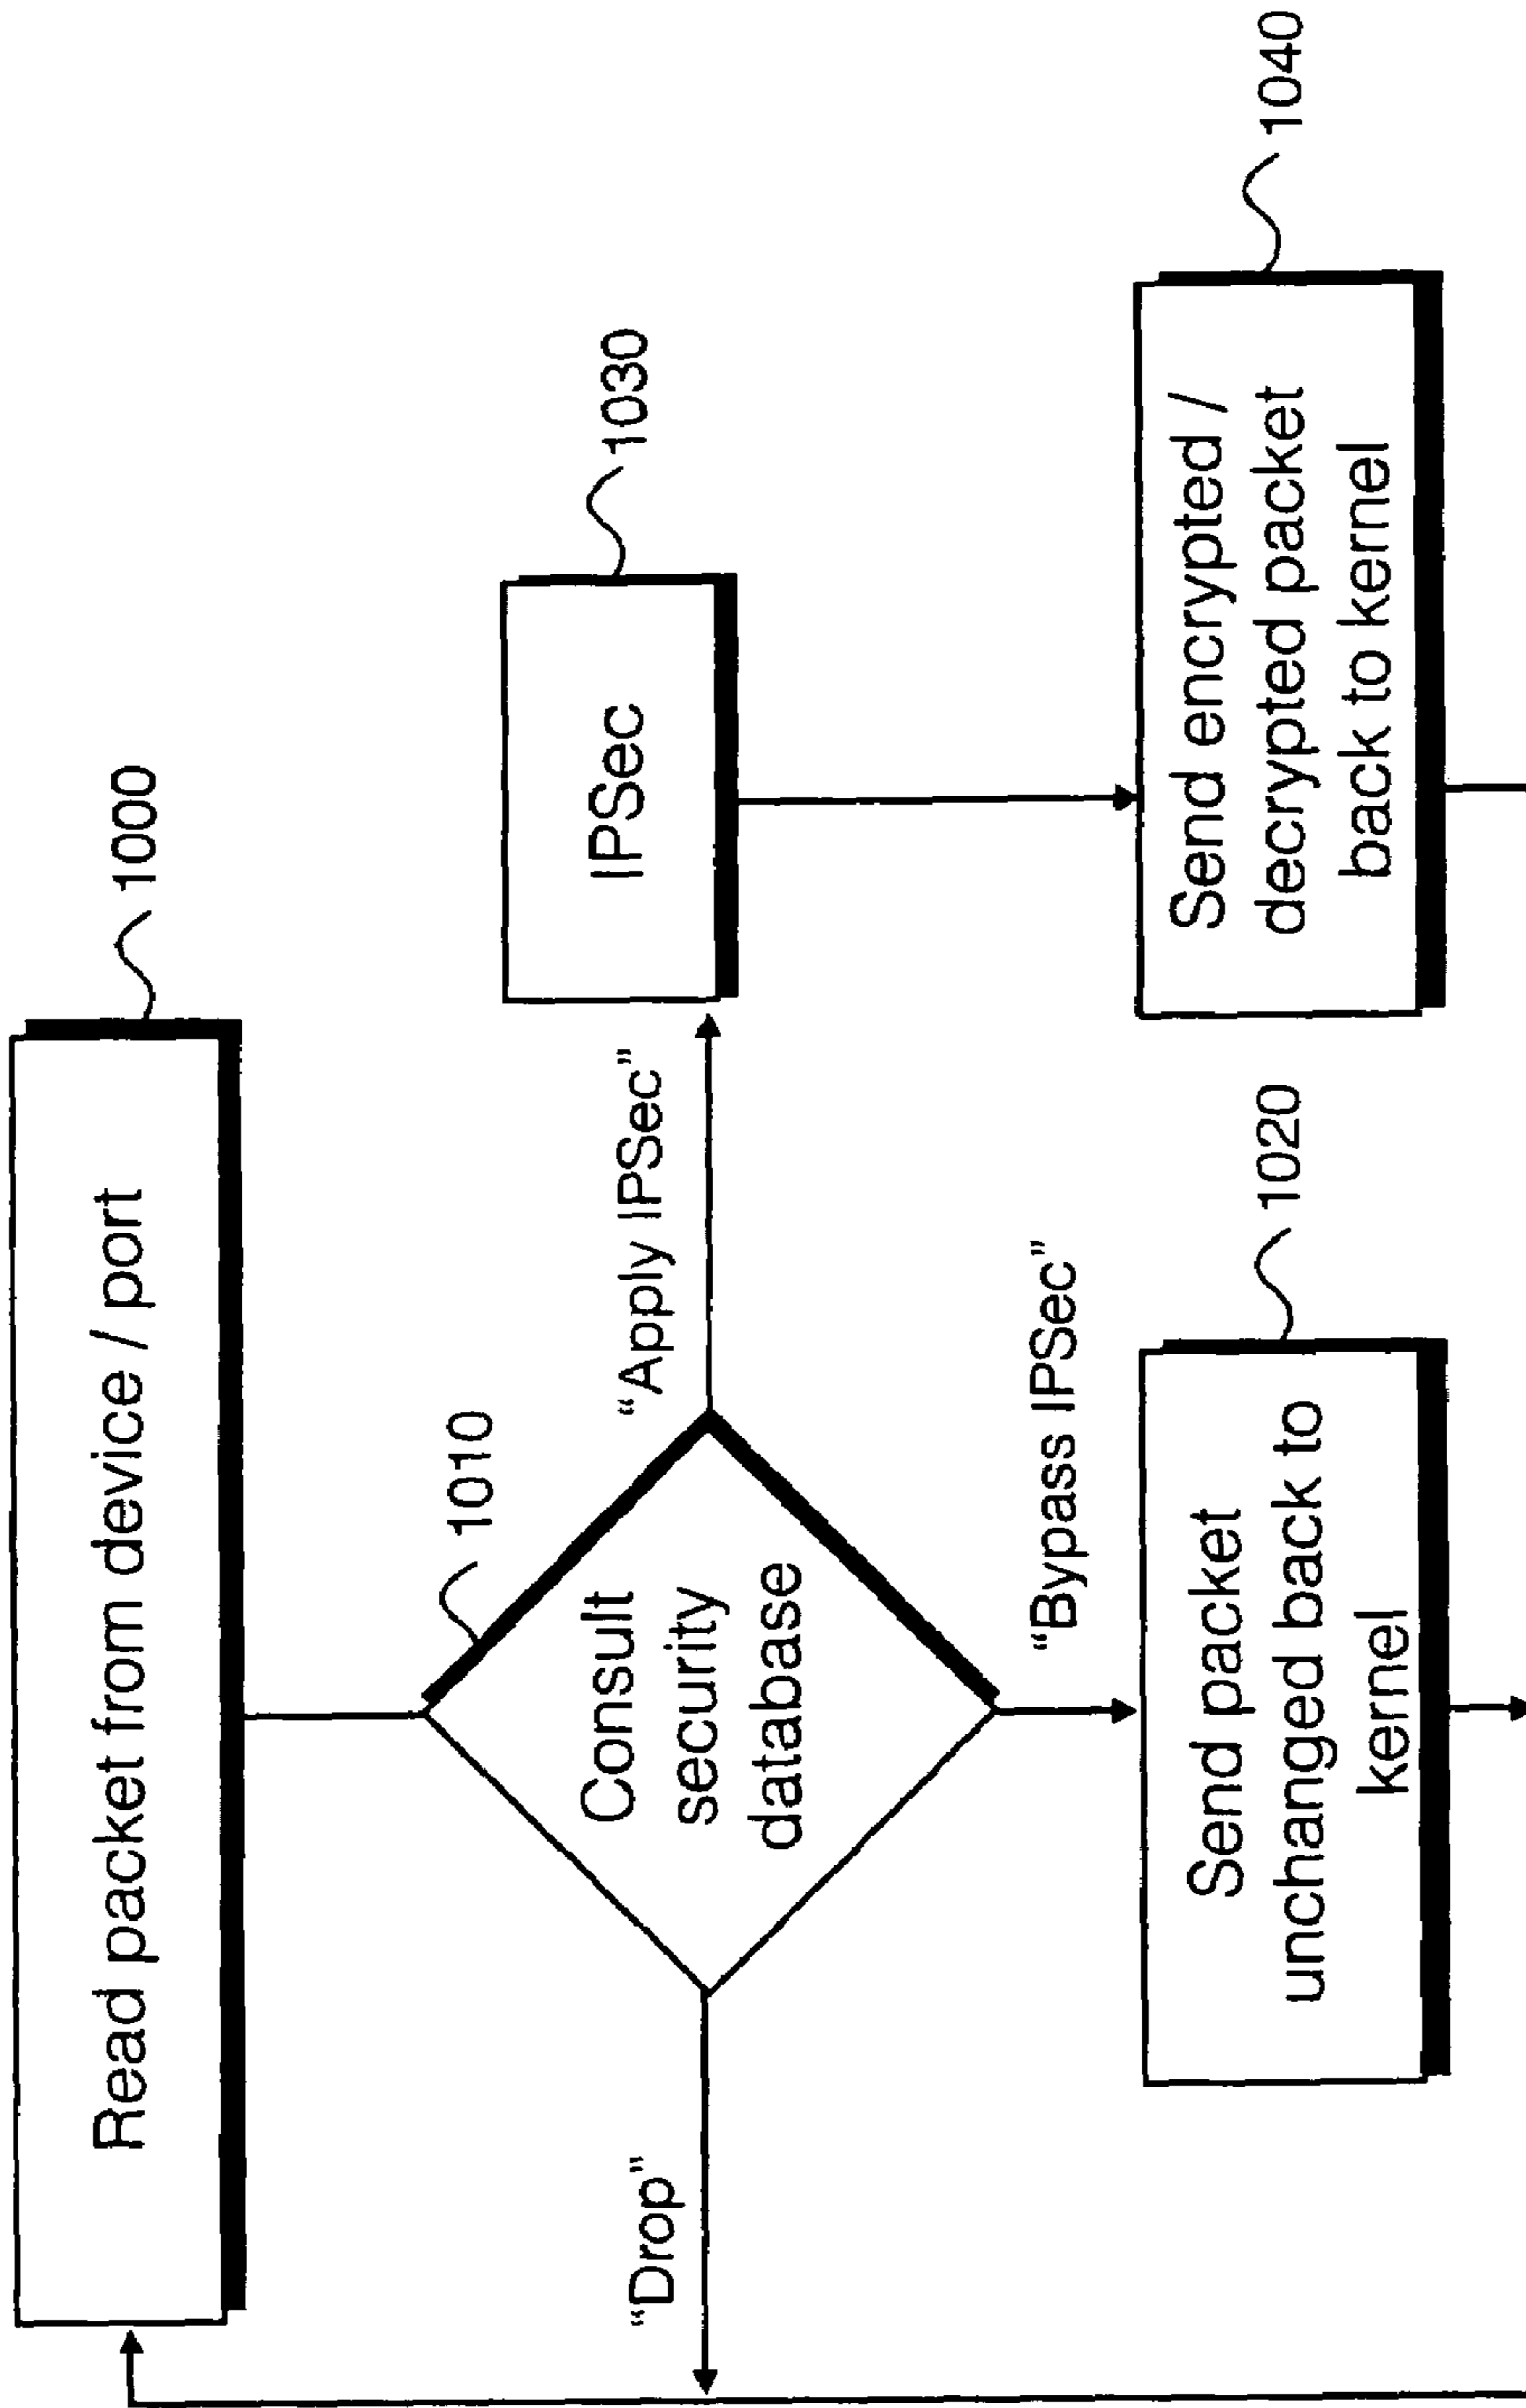 Read packet from device / port
1000
1010
Consult
security
database
"Drop"
"Apply IPSec"
IPSec
1030
"Bypass IPSec"
Send packet
unchanged back to
kernel
1020
Send encrypted /
decrypted packet
back to kernel
1040